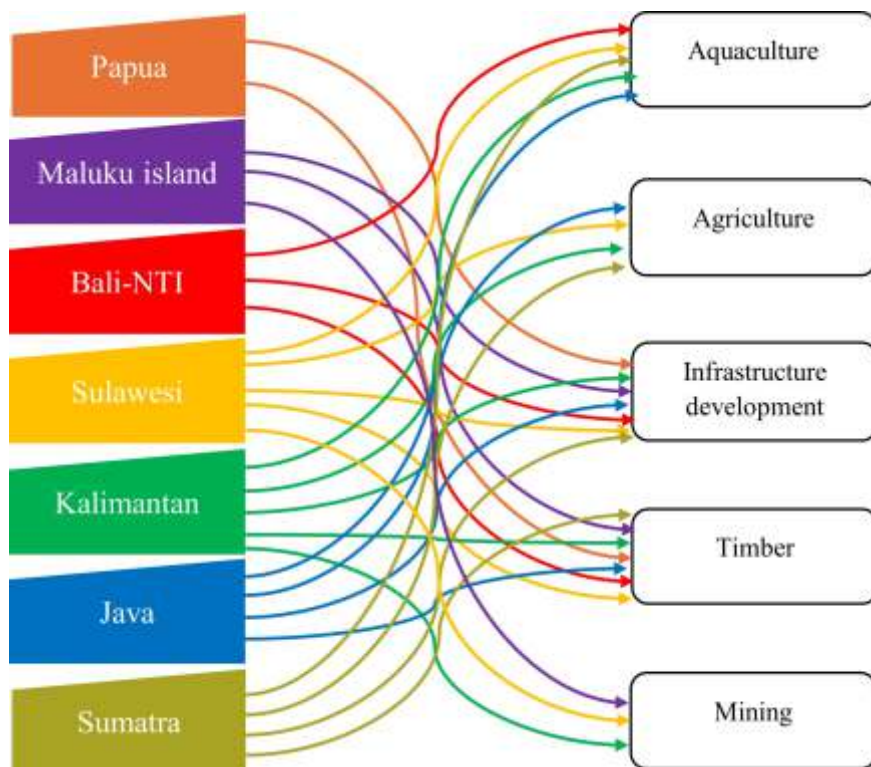 Papua
Maluku island
Bali-NTI
Sulawesi
Kalimantan
Java
Sumatra
Aquaculture
Agriculture
Infrastructure
development
Timber
Mining